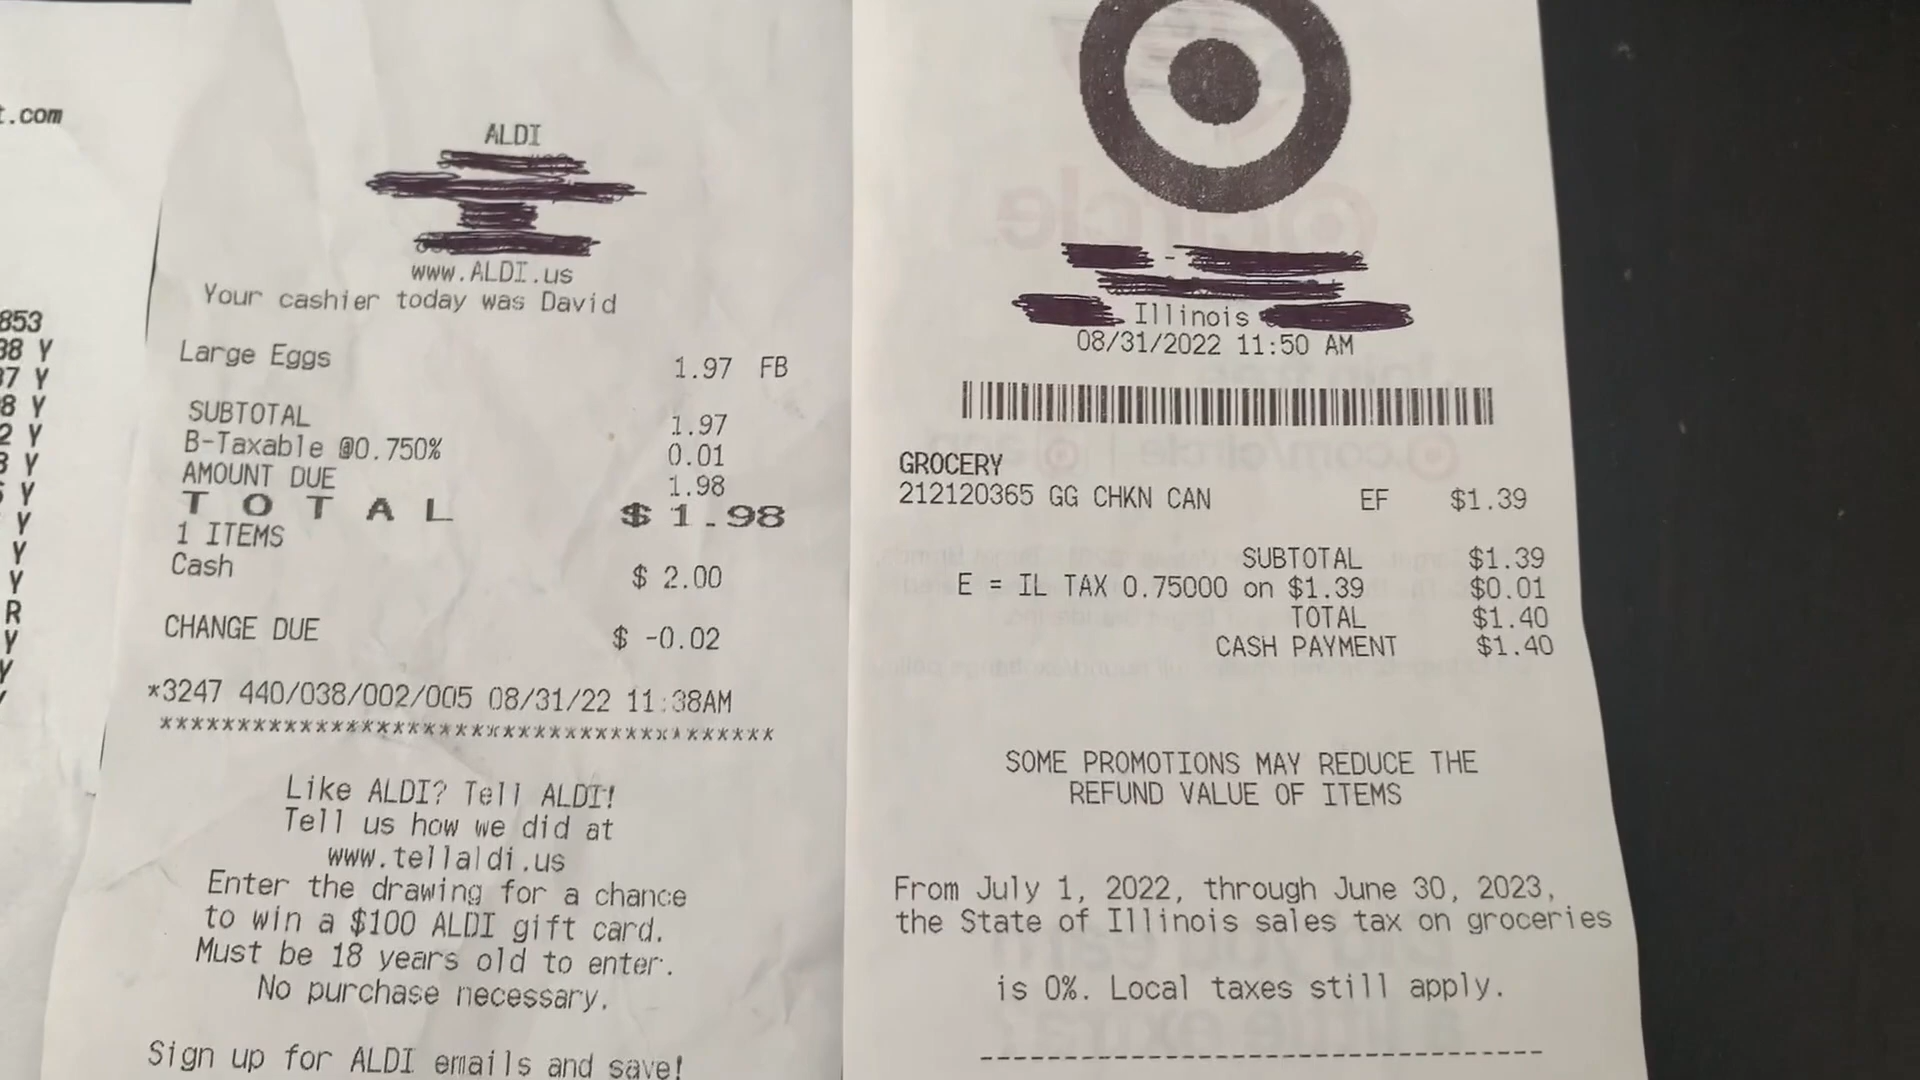 t.com
853
38 Y
37 Y
8 Y
2 Y
3 Y
Y
Y
Y
Y
R
Y
Y
ALDI
www.ALDI.us
Your cashier today was David
Large Eggs 1.97 FB
SUBTOTAL 1.97
B-Taxable @0.750% 0.01
AMOUNT DUE 1.98
TOTAL $ 1.98
1 ITEMS
Cash $ 2.00
CHANGE DUE $ -0.02
*3247 440/038/002/005 08/31/22 11:38AM
****************************************
Like ALDI? Tell ALDI!
Tell us how we did at
www.tellaldi.us
Enter the drawing for a chance
to win a $100 ALDI gift card.
Must be 18 years old to enter.
No purchase necessary.
Sign up for ALDI emails and save!
Illinois
08/31/2022 11:50 AM
GROCERY
212120365 GG CHKN CAN EF $1.39
SUBTOTAL $1.39
E = IL TAX 0.75000 on $1.39 $0.01
TOTAL $1.40
CASH PAYMENT $1.40
SOME PROMOTIONS MAY REDUCE THE
REFUND VALUE OF ITEMS
From July 1, 2022, through June 30, 2023,
the State of Illinois sales tax on groceries
is 0%. Local taxes still apply.